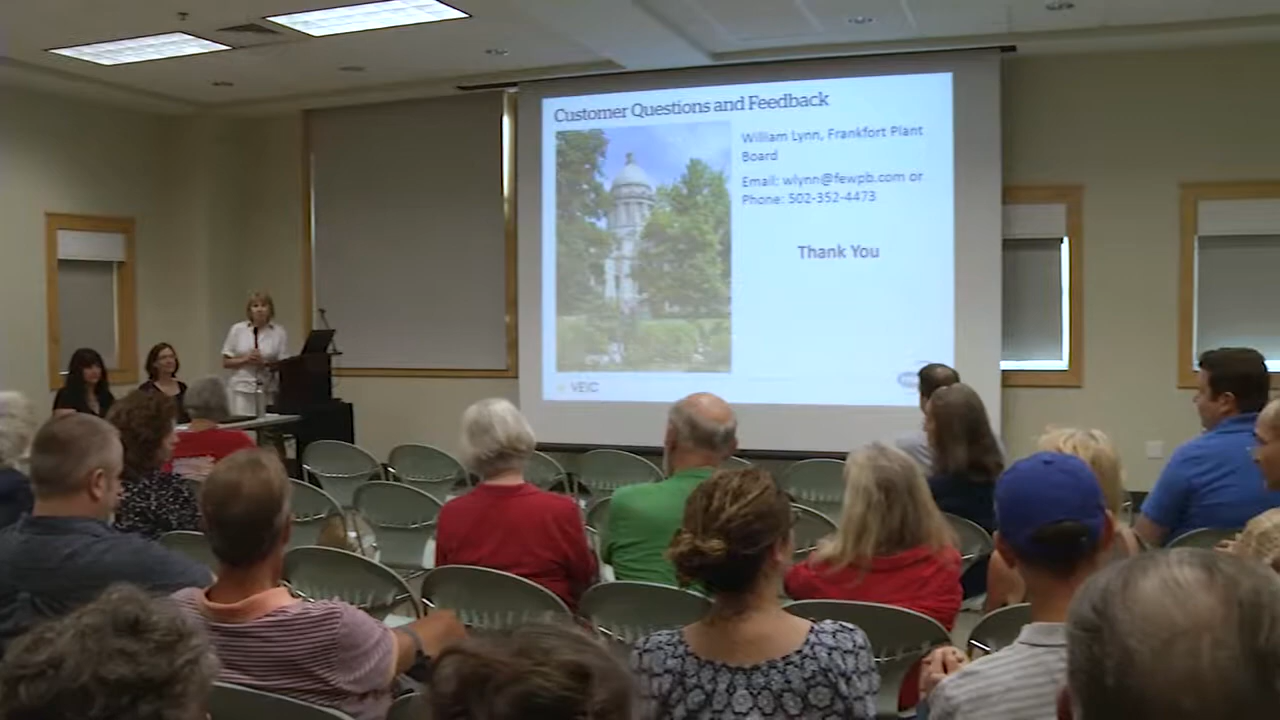 Customer Questions and Feedback
William Lynn, Frankfort Plant
Board
Email: wlynn@fewpb.com or
Phone: 502-352-4473
Thank You
VEIC